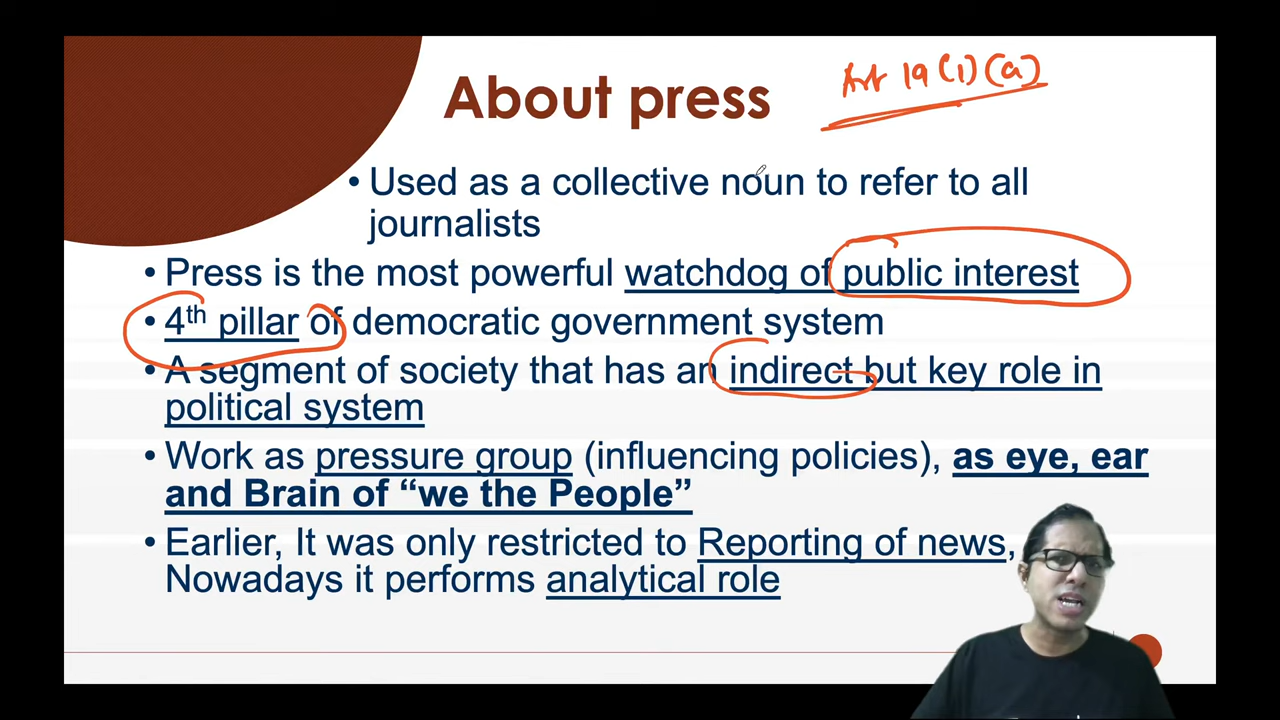 About press
Art 19(1)(a)
• Used as a collective noun to refer to all
journalists
• Press is the most powerful watchdog of public interest
• 4th pillar of democratic government system
• A segment of society that has an indirect but key role in
political system
• Work as pressure group (influencing policies), as eye, ear
and Brain of “we the People”
• Earlier, It was only restricted to Reporting of news,
Nowadays it performs analytical role